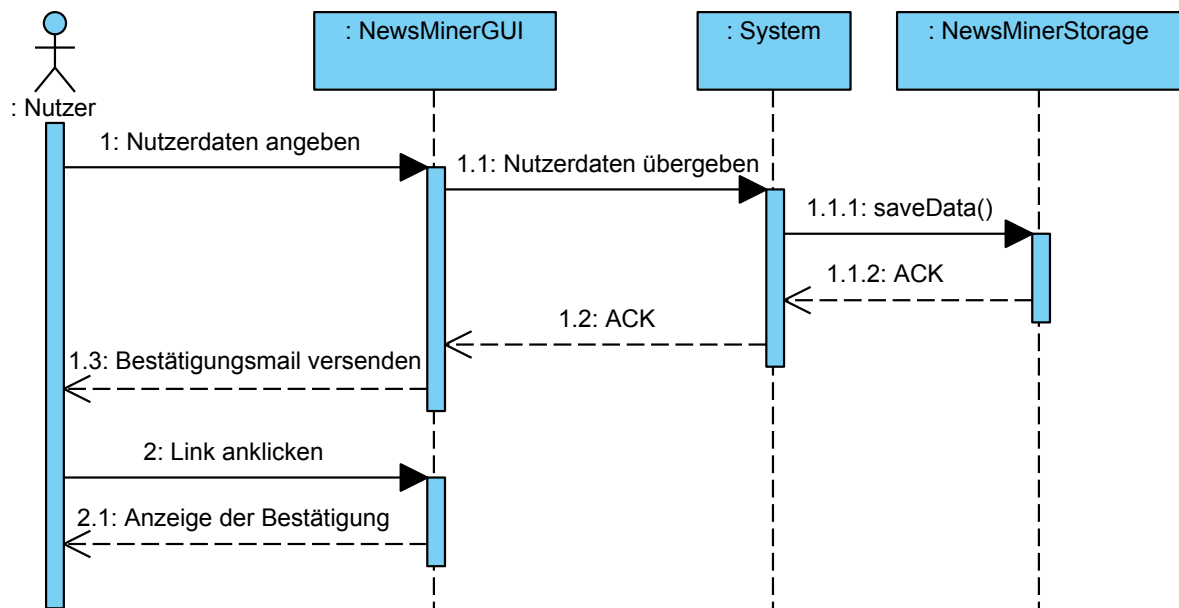 : NewsMinerGUI
: System
: NewsMinerStorage
: Nutzer
1: Nutzerdaten angeben
1.1: Nutzerdaten übergeben
1.1.1: saveData()
1.1.2: ACK
1.2: ACK
1.3: Bestätigungsmail versenden
2: Link anklicken
2.1: Anzeige der Bestätigung